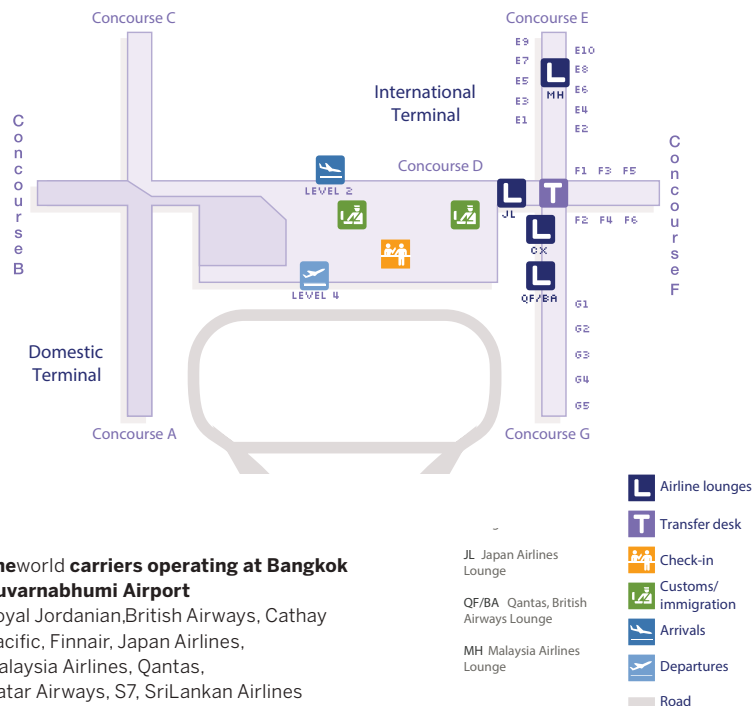 Concourse C
Concourse E
E9
E10
E7
E8
L
MH
International
Terminal
E5
E6
E3
E4
E1
E2
Concourse B
Concourse D
Concourse F
F1 F3 F5
LEVEL 2
L
JL
T
F2 F4 F6
L
CX
L
QF/BA
LEVEL 4
G1
G2
G3
G4
G5
Domestic
Terminal
Concourse A
Concourse G
L Airline lounges
T Transfer desk
Check-in
Customs/
immigration
Arrivals
Departures
Road
neworld carriers operating at Bangkok
uvarnabhumi Airport
oyal Jordanian,British Airways, Cathay
acific, Finnair, Japan Airlines,
alaysia Airlines, Qantas,
atar Airways, S7, SriLankan Airlines
JL Japan Airlines
Lounge
QF/BA Qantas, British
Airways Lounge
MH Malaysia Airlines
Lounge